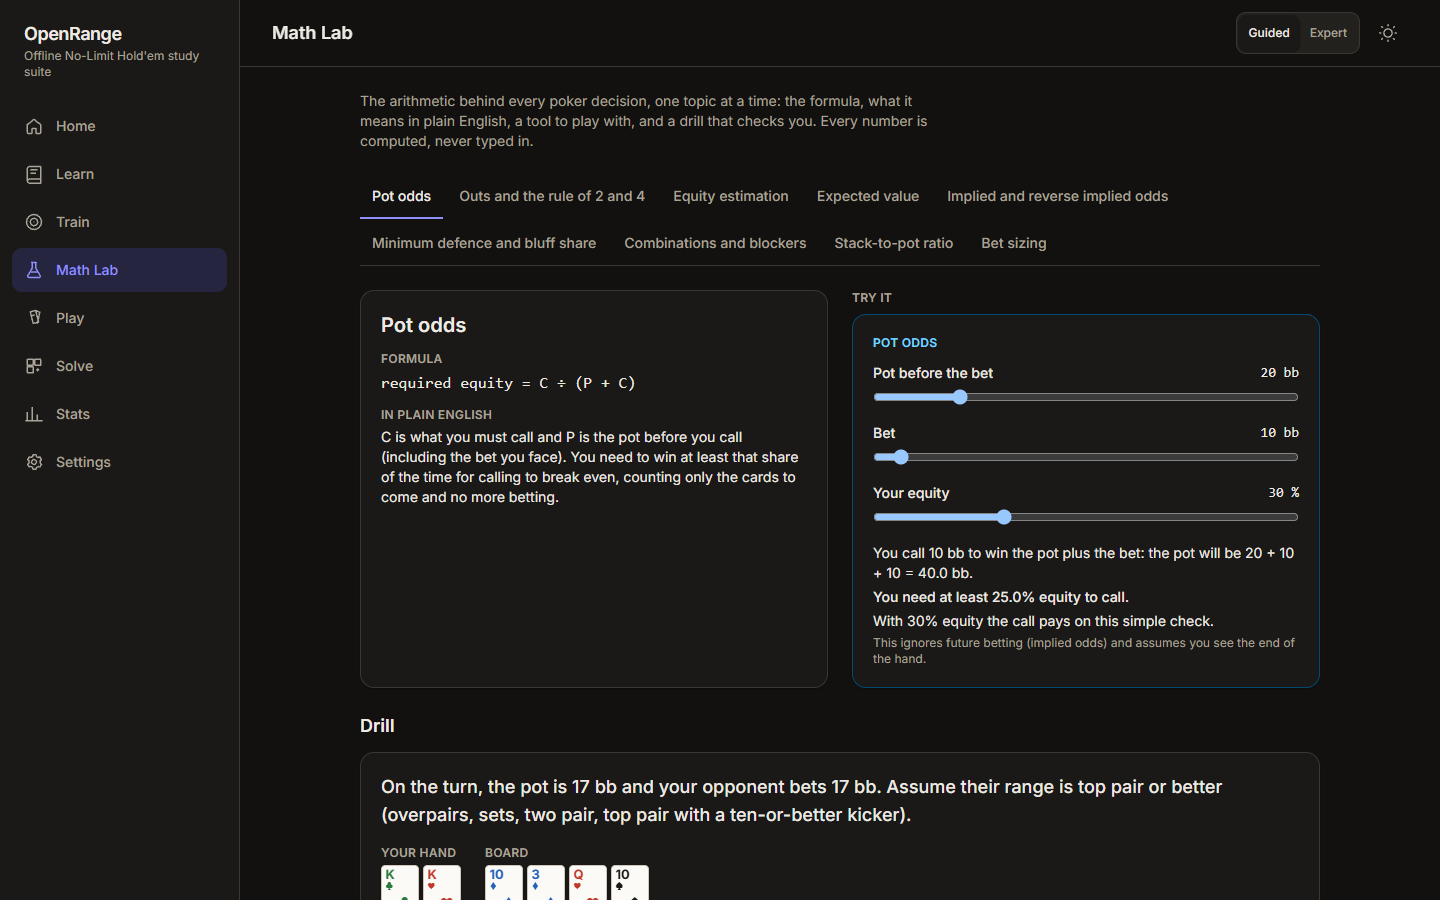 OpenRange
Offline No-Limit Hold'em study
suite
Home
Learn
Train
Math Lab
Play
Solve
Stats
Settings
Math Lab
Guided
Expert
The arithmetic behind every poker decision, one topic at a time: the formula, what it
means in plain English, a tool to play with, and a drill that checks you. Every number is
computed, never typed in.
Pot odds
Outs and the rule of 2 and 4
Equity estimation
Expected value
Implied and reverse implied odds
Minimum defence and bluff share
Combinations and blockers
Stack-to-pot ratio
Bet sizing
Pot odds
FORMULA
required equity = C ÷ (P + C)
IN PLAIN ENGLISH
C is what you must call and P is the pot before you call
(including the bet you face). You need to win at least that share
of the time for calling to break even, counting only the cards to
come and no more betting.
TRY IT
POT ODDS
Pot before the bet
20 bb
Bet
10 bb
Your equity
30 %
You call 10 bb to win the pot plus the bet: the pot will be 20 + 10
+ 10 = 40.0 bb.
You need at least 25.0% equity to call.
With 30% equity the call pays on this simple check.
This ignores future betting (implied odds) and assumes you see the end of
the hand.
Drill
On the turn, the pot is 17 bb and your opponent bets 17 bb. Assume their range is top pair or better
(overpairs, sets, two pair, top pair with a ten-or-better kicker).
YOUR HAND
BOARD
K
K
10
3
Q
10